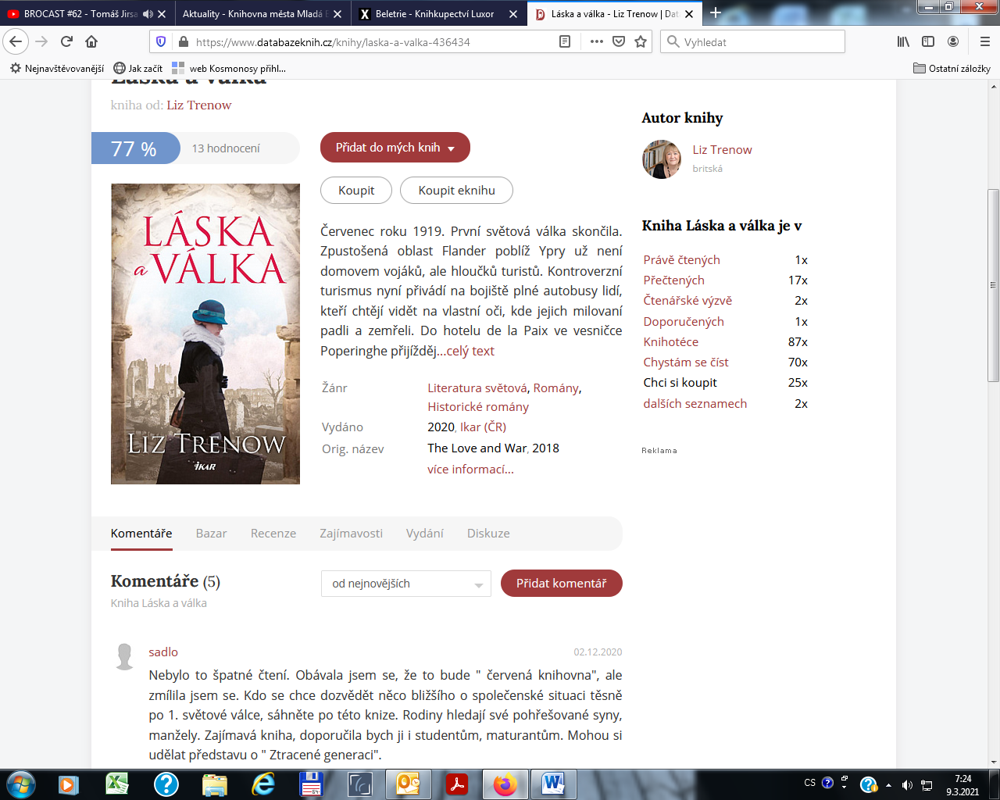 BROCAST #62 - Tomáš Jirsa
Aktuality - Knihovna města Mladá B
Beletrie - Knihkupectví Luxor
Láska a válka - Liz Trenow | Dat
https://www.databazeknih.cz/knihy/laska-a-valka-436434
Vyhledat
Nejnavštěvovanější
Jak začít
web Kosmonosy přihl...
Ostatní záložky
Láska a válka
kniha od: Liz Trenow
77 %
13 hodnocení
Přidat do mých knih
Koupit
Koupit eknihu
LÁSKA
a VÁLKA
LIZ TRENOW
IKAR
Červenec roku 1919. První světová válka skončila.
Zpustošená oblast Flander poblíž Ypry už není
domovem vojáků, ale hloučků turistů. Kontroverzní
turismus nyní přivádí na bojiště plné autobusy lidí,
kteří chtějí vidět na vlastní oči, kde jejich milovaní
padli a zemřeli. Do hotelu de la Paix ve vesničce
Poperinghe přijížděj...celý text
Žánr
Literatura světová, Romány,
Historické romány
Vydáno
2020, Ikar (ČR)
Orig. název
The Love and War, 2018
více informací...
Autor knihy
Liz Trenow
britská
Kniha Láska a válka je v
Právě čtených 1x
Přečtených 17x
Čtenářské výzvě 2x
Doporučených 1x
Knihotéce 87x
Chystám se číst 70x
Chci si koupit 25x
dalších seznamech 2x
Reklama
Komentáře Bazar Recenze Zajímavosti Vydání Diskuze
Komentáře (5)
Kniha Láska a válka
od nejnovějších
Přidat komentář
sadlo
02.12.2020
Nebylo to špatné čtení. Obávala jsem se, že to bude " červená knihovna", ale
zmílila jsem se. Kdo se chce dozvědět něco bližšího o společenské situaci těsně
po 1. světové válce, sáhněte po této knize. Rodiny hledají své pohřešované syny,
manžely. Zajímavá kniha, doporučila bych ji i studentům, maturantům. Mohou si
udělat představu o " Ztracené generaci".
CS
7:24
9.3.2021